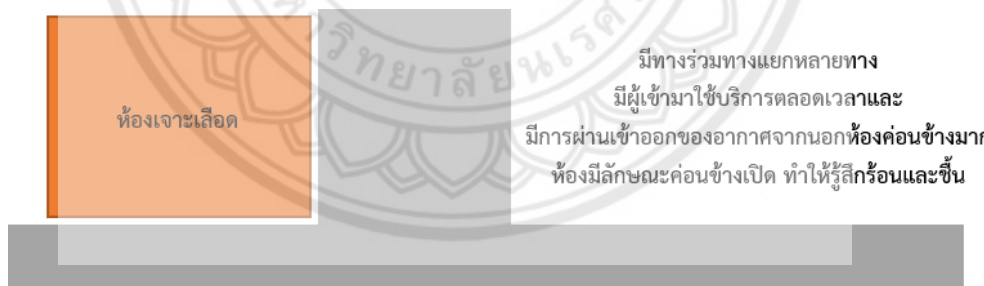 ห้องเจาะเลือด
มีทางร่วมทางแยกหลายทาง
มีผู้เข้ามาใช้บริการตลอดเวลาและ
มีการผ่านเข้าออกของอากาศจากนอกห้องค่อนข้างมาก
ห้องมีลักษณะค่อนข้างเปิด ทำให้รู้สึกร้อนและชื้น